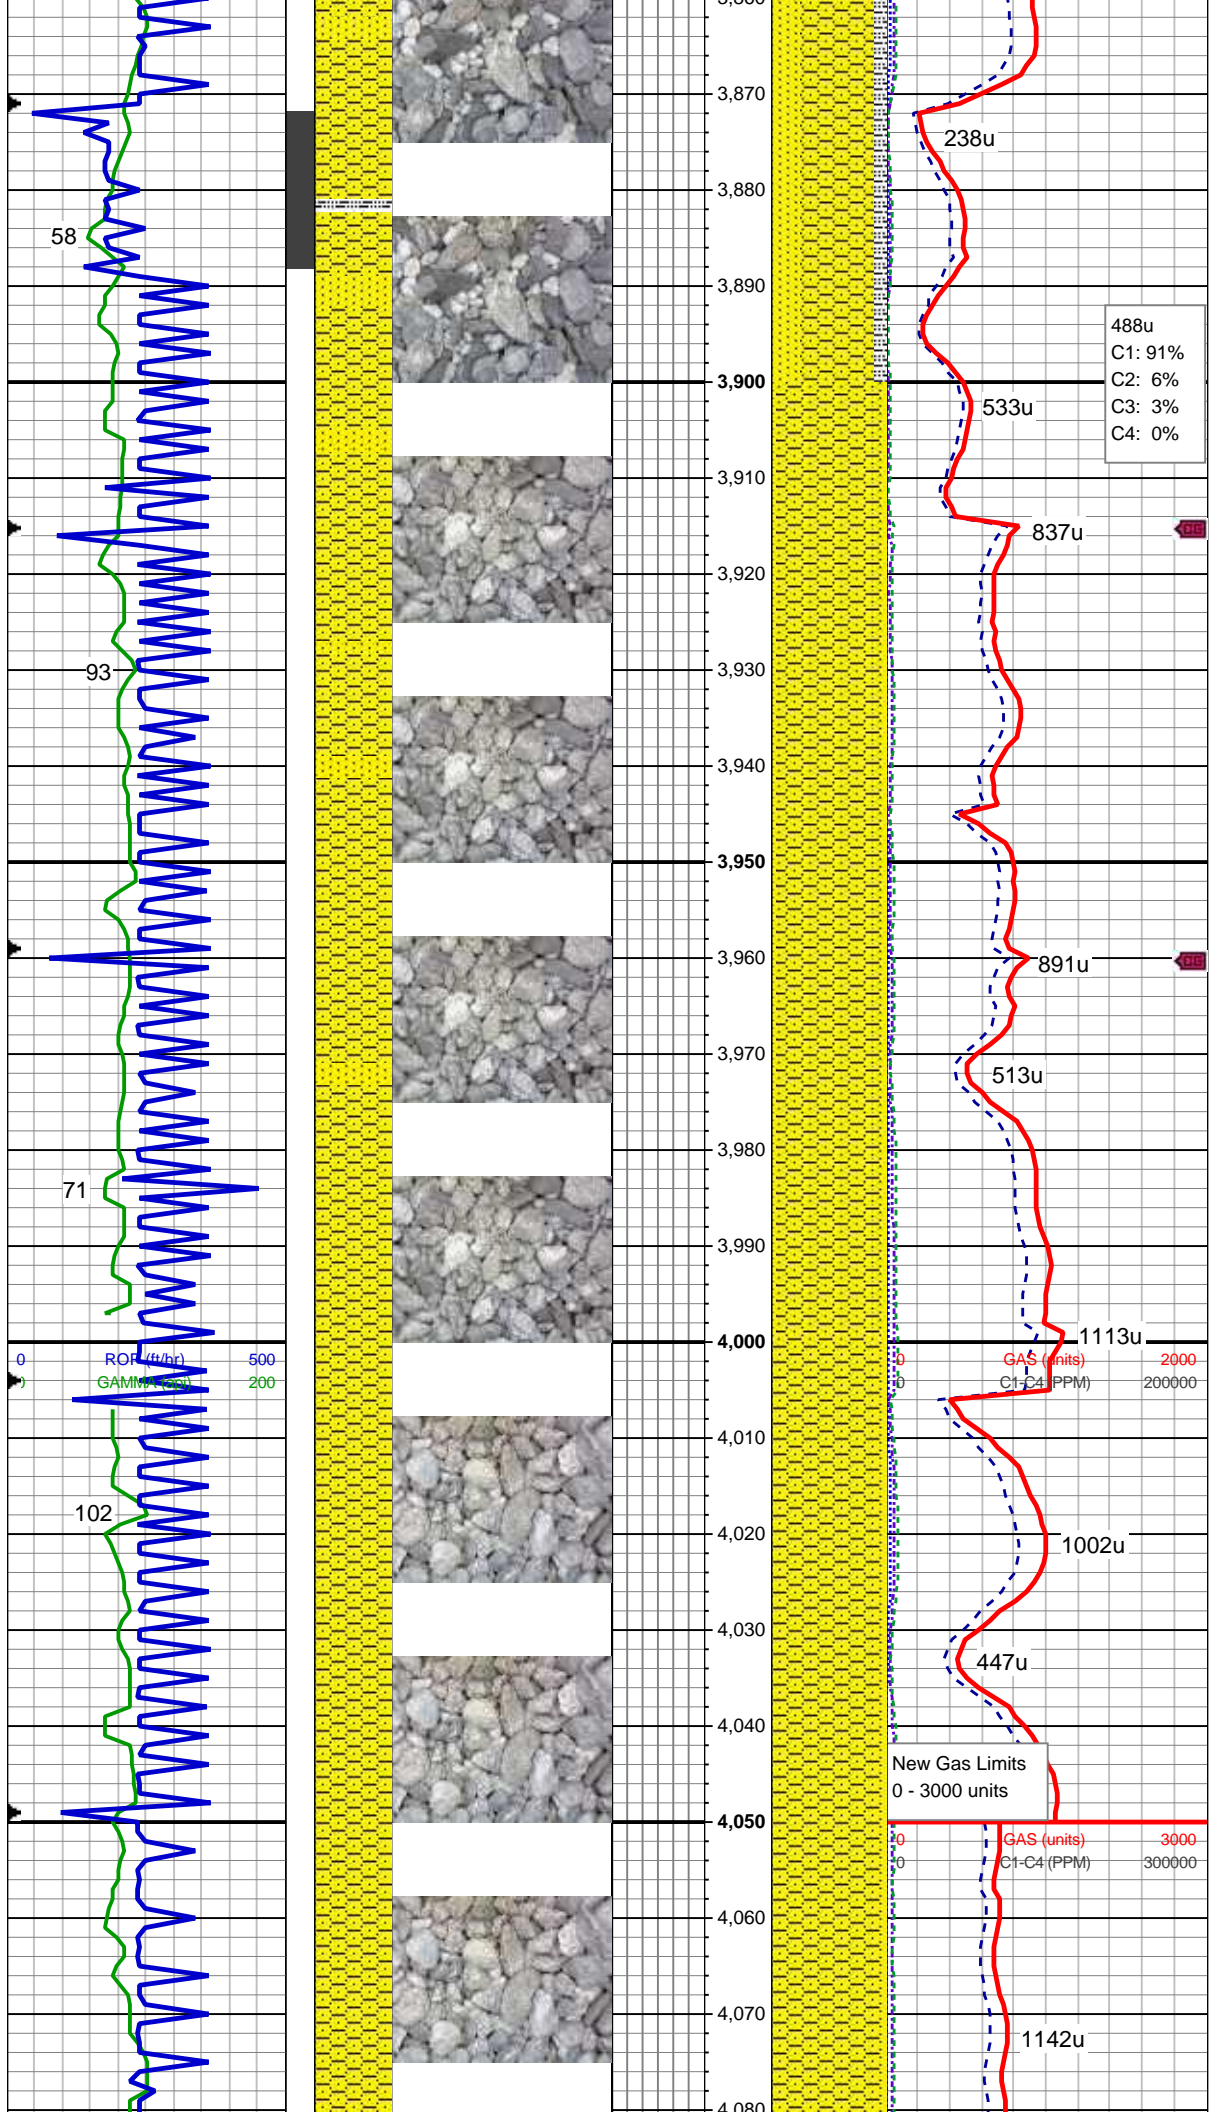 3,870
238u
3,880
58
3,890
488u
C1: 91%
C2: 6%
C3: 3%
C4: 0%
3,900
533u
3,910
837u
CG
3,920
93
3,930
3,940
3,950
3,960
891u
CG
3,970
513u
3,980
71
3,990
4,000
1113u
0 ROP (ft/hr) 500
0 GAS (units) 2000
GAMMA (api) 200
0 C1-C4 (PPM) 200000
4,010
102
4,020
1002u
4,030
447u
4,040
New Gas Limits
0 - 3000 units
4,050
0 GAS (units) 3000
0 C1-C4 (PPM) 300000
4,060
4,070
1142u
4,080